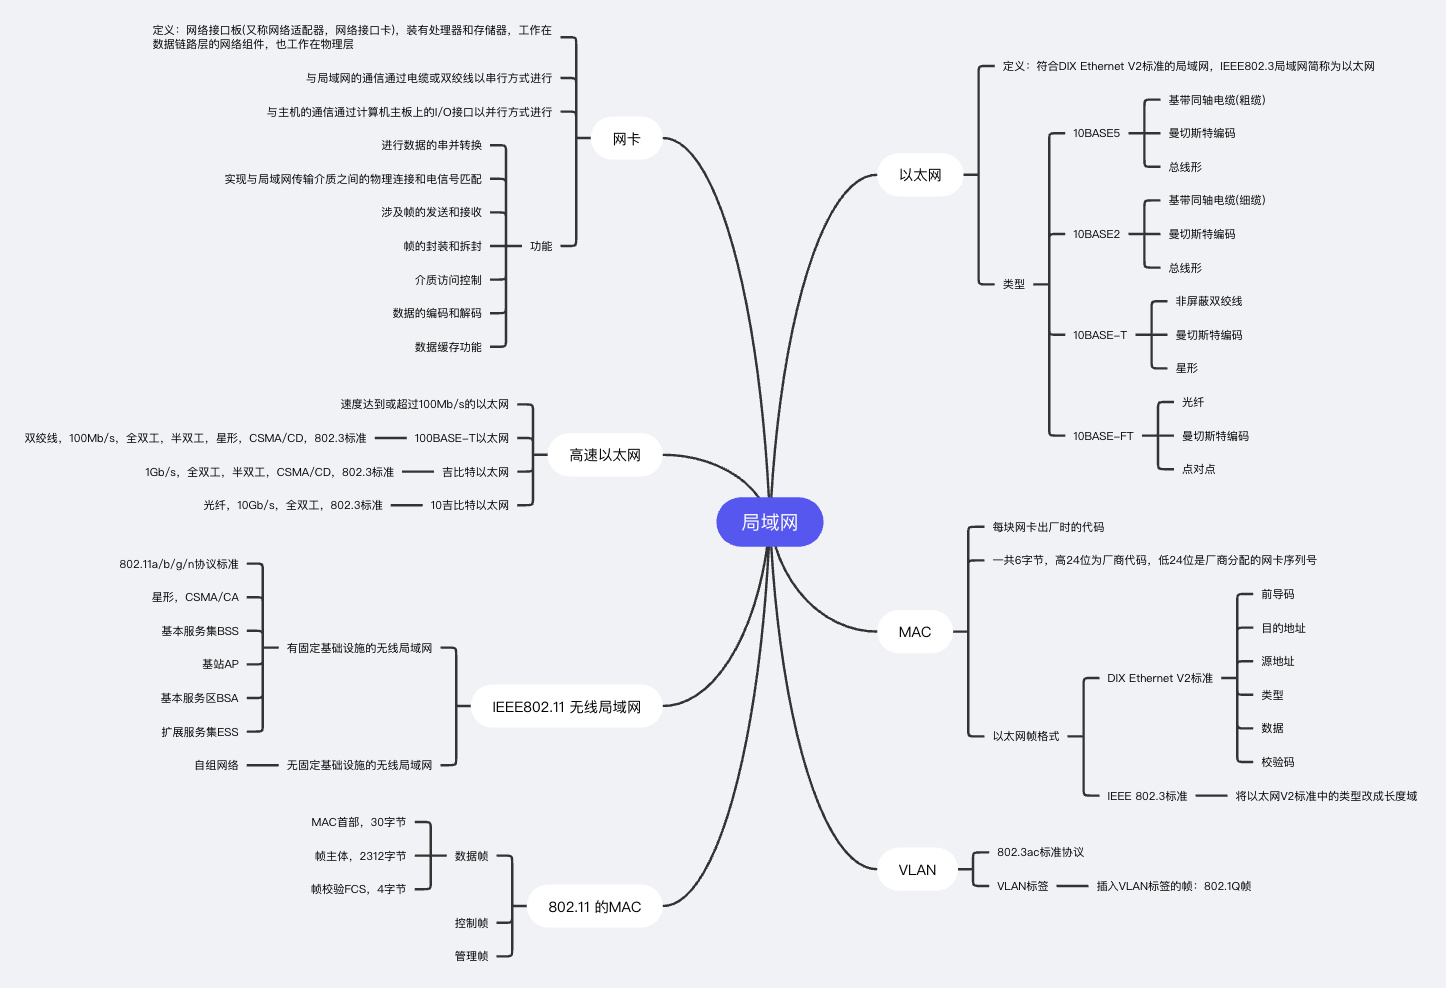 局域网
网卡
定义：网络接口板(又称网络适配器，网络接口卡)，装有处理器和存储器，工作在
数据链路层的网络组件，也工作在物理层
与局域网的通信通过电缆或双绞线以串行方式进行
与主机的通信通过计算机主板上的I/O接口以并行方式进行
功能
进行数据的串并转换
实现与局域网传输介质之间的物理连接和电信号匹配
涉及帧的发送和接收
帧的封装和拆封
介质访问控制
数据的编码和解码
数据缓存功能
高速以太网
速度达到或超过100Mb/s的以太网
100BASE-T以太网
双绞线，100Mb/s，全双工，半双工，星形，CSMA/CD，802.3标准
吉比特以太网
1Gb/s，全双工，半双工，CSMA/CD，802.3标准
10吉比特以太网
光纤，10Gb/s，全双工，802.3标准
IEEE802.11 无线局域网
有固定基础设施的无线局域网
802.11a/b/g/n协议标准
星形，CSMA/CA
基本服务集BSS
基站AP
基本服务区BSA
扩展服务集ESS
无固定基础设施的无线局域网
自组网络
802.11 的MAC
数据帧
MAC首部，30字节
帧主体，2312字节
帧校验FCS，4字节
控制帧
管理帧
以太网
定义：符合DIX Ethernet V2标准的局域网，IEEE802.3局域网简称为以太网
类型
10BASE5
基带同轴电缆(粗缆)
曼切斯特编码
总线形
10BASE2
基带同轴电缆(细缆)
曼切斯特编码
总线形
10BASE-T
非屏蔽双绞线
曼切斯特编码
星形
10BASE-FT
光纤
曼切斯特编码
点对点
MAC
每块网卡出厂时的代码
一共6字节，高24位为厂商代码，低24位是厂商分配的网卡序列号
以太网帧格式
DIX Ethernet V2标准
前导码
目的地址
源地址
类型
数据
校验码
IEEE 802.3标准
将以太网V2标准中的类型改成长度域
VLAN
802.3ac标准协议
VLAN标签
插入VLAN标签的帧：802.1Q帧